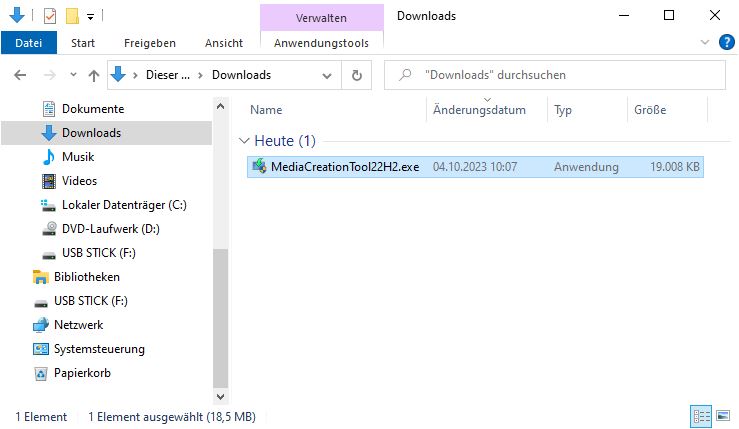 Verwalten
Downloads
Datei Start Freigeben Ansicht Anwendungstools
Dieser ... Downloads
"Downloads" durchsuchen
Dokumente
Downloads
Musik
Videos
Lokaler Datenträger (C:)
DVD-Laufwerk (D:)
USB STICK (F:)
Bibliotheken
USB STICK (F:)
Netzwerk
Systemsteuerung
Papierkorb
Name Änderungsdatum Typ Größe
Heute (1)
MediaCreationTool22H2.exe 04.10.2023 10:07 Anwendung 19.008 KB
1 Element 1 Element ausgewählt (18,5 MB)